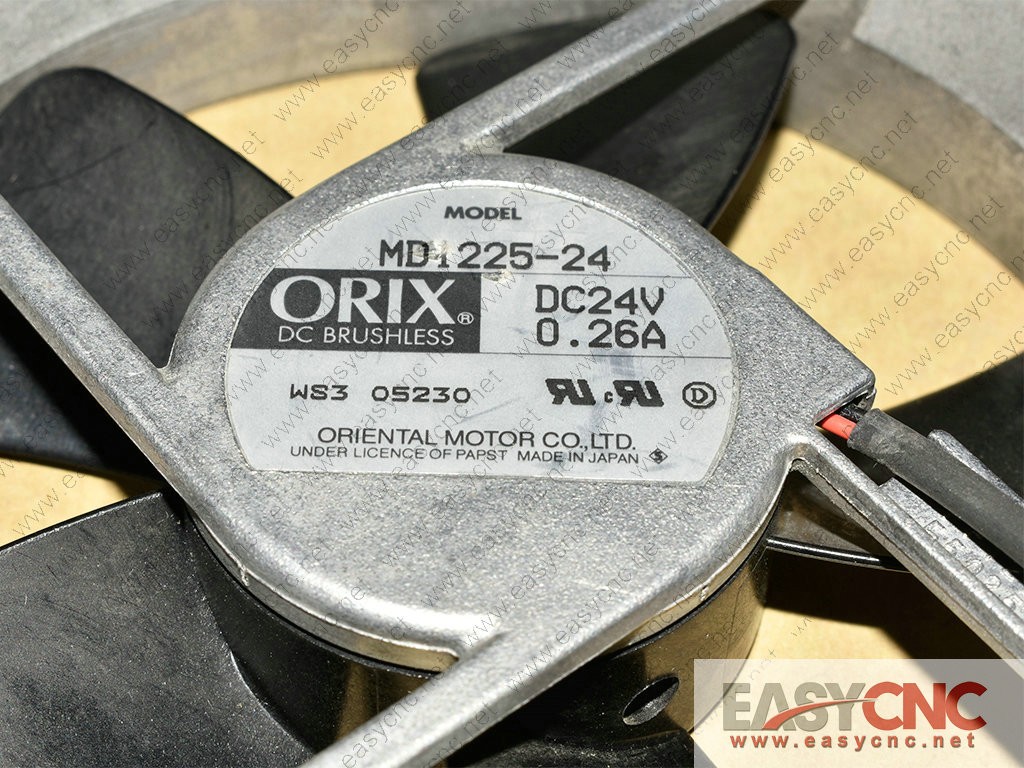 MODEL
MD1225-24
ORIX®
DC BRUSHLESS
DC24V
0.26A
WS3 05230
ORIENTAL MOTOR CO.,LTD.
UNDER LICENCE OF PAPST MADE IN JAPAN
EASYCNC
www.easycnc.net